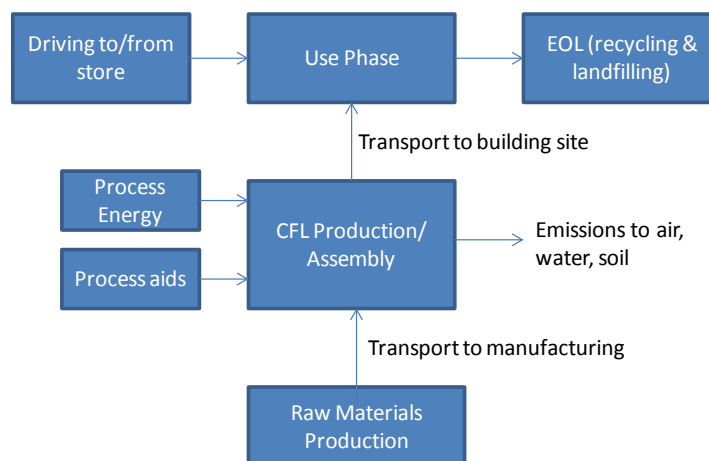 Driving to/from
store
Use Phase
EOL (recycling &
landfilling)
Transport to building site
Process
Energy
CFL Production/
Assembly
Emissions to air,
water, soil
Process aids
Transport to manufacturing
Raw Materials
Production